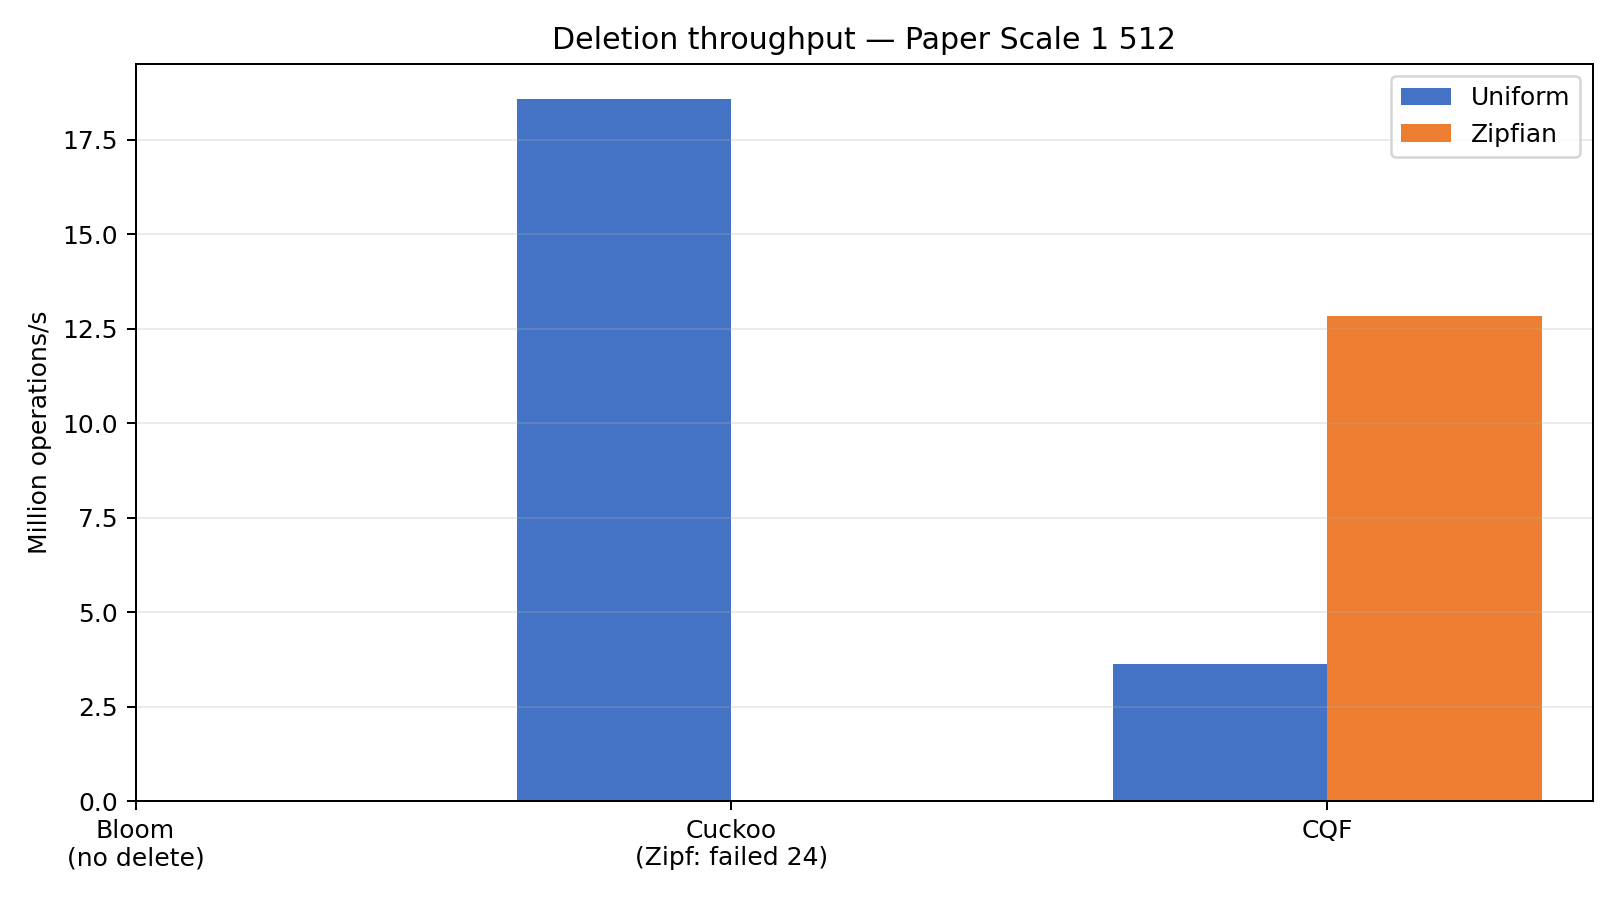 Deletion throughput — Paper Scale 1 512
Uniform
Zipfian
Million operations/s
17.5
15.0
12.5
10.0
7.5
5.0
2.5
0.0
Bloom
(no delete)
Cuckoo
(Zipf: failed 24)
CQF